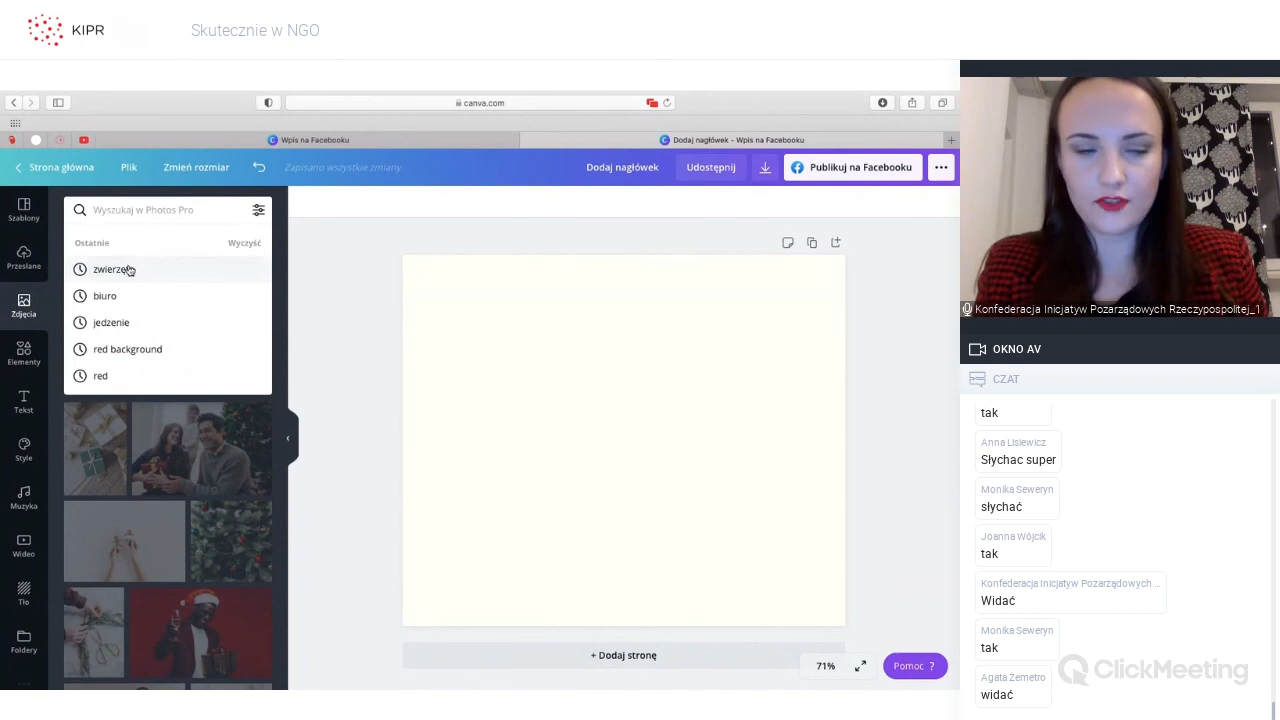 KIPR
Skutecznie w NGO
canva.com
Wpis na Facebooku
Dodaj nagłówek - Wpis na Facebooku
Strona główna
Plik
Zmień rozmiar
Zapisano wszystkie zmiany
Dodaj nagłówek
Udostępnij
Publikuj na Facebooku
Szablony
Przesłane
Zdjęcia
Elementy
Tekst
Style
Muzyka
Wideo
Tło
Foldery
Wyszukaj w Photos Pro
Ostatnie
Wyczyść
biuro
jedzenie
red background
red
+ Dodaj stronę
71%
Pomoc ?
Konfederacja Inicjatyw Pozarządowych Rzeczypospolitej_1
OKNO AV
CZAT
tak
Anna Lisiewicz
Słychac super
Monika Seweryn
słychać
Joanna Wójcik
tak
Konfederacja Inicjatyw Pozarządowych ...
Widać
Monika Seweryn
tak
Agata Zemetro
widać
ClickMeeting